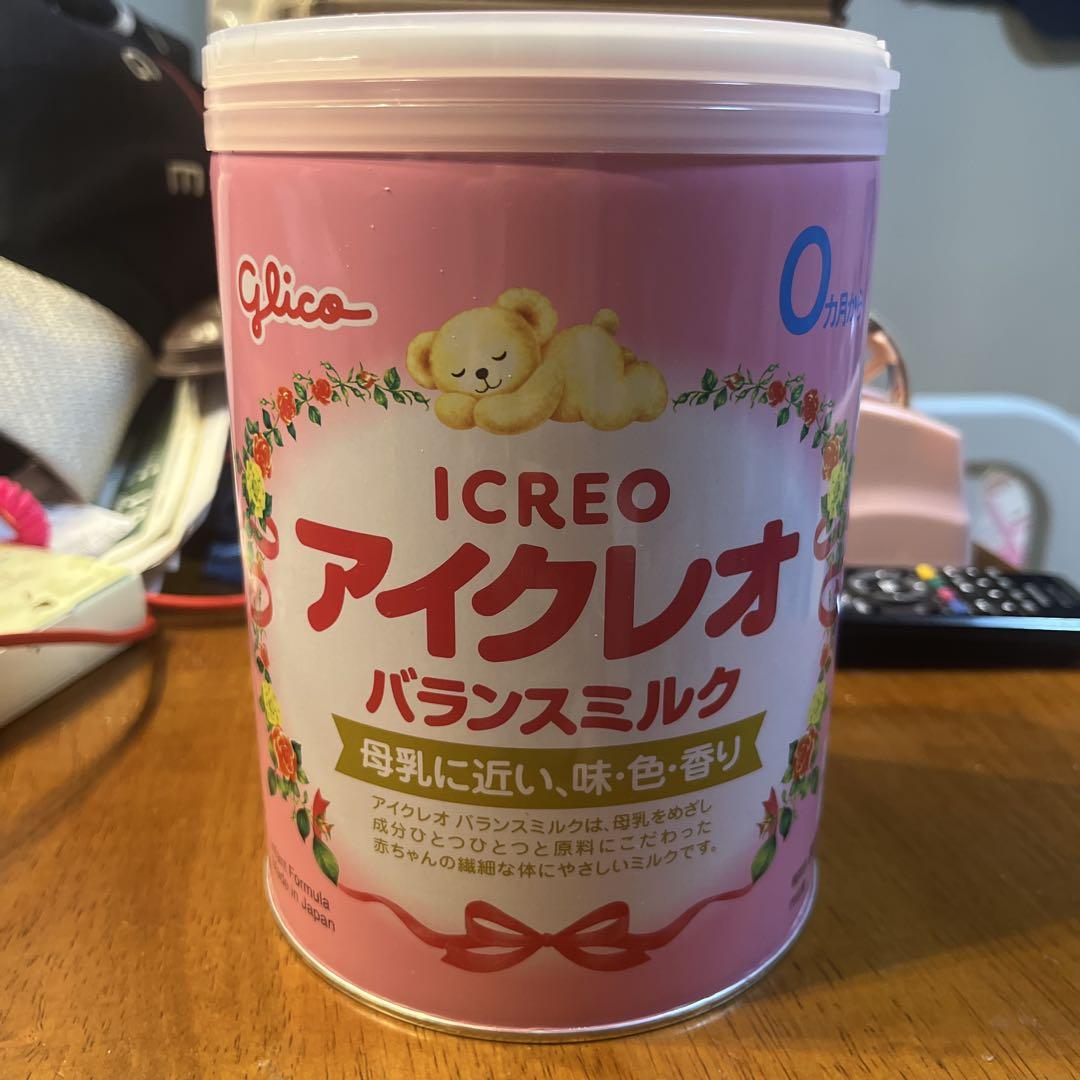 glico
0ヵ月から
ICREO
アイクレオ
バランスミルク
母乳に近い、味・色・香り
アイクレオ バランスミルクは、母乳をめざし
成分ひとつひとつと原料にこだわった
赤ちゃんの繊細な体にやさしいミルクです。
Formula
in Japan